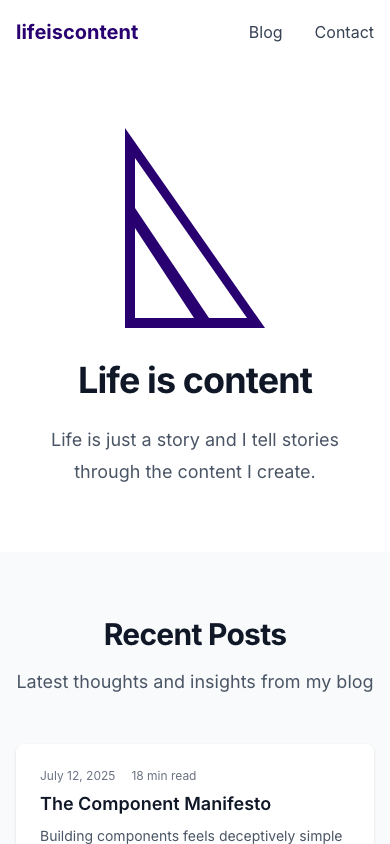 lifeiscontent
Blog
Contact
Life is content
Life is just a story and I tell stories
through the content I create.
Recent Posts
Latest thoughts and insights from my blog
July 12, 2025
18 min read
The Component Manifesto
Building components feels deceptively simple